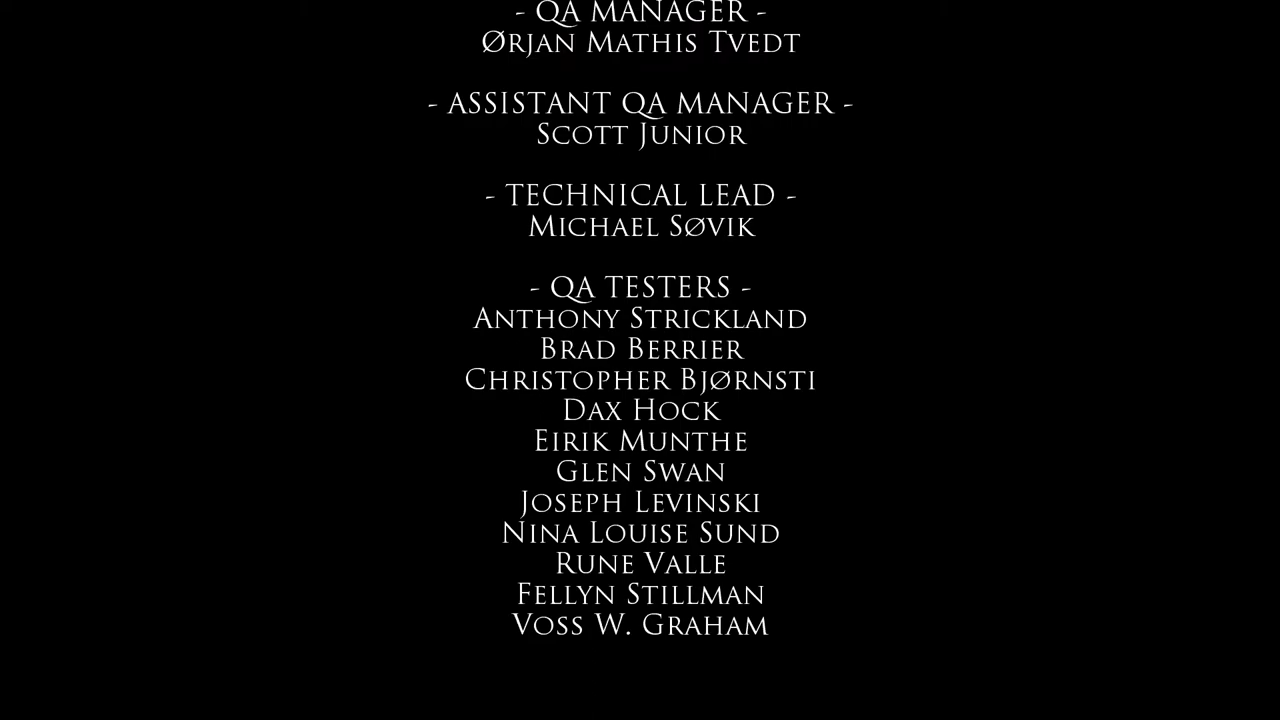 - QA MANAGER -
Ørjan Mathis Tvedt
- ASSISTANT QA MANAGER -
Scott Junior
- TECHNICAL LEAD -
Michael Søvik
- QA TESTERS -
Anthony Strickland
Brad Berrier
Christopher Bjørnsti
Dax Hock
Eirik Munthe
Glen Swan
Joseph Levinski
Nina Louise Sund
Rune Valle
Fellyn Stillman
Voss W. Graham